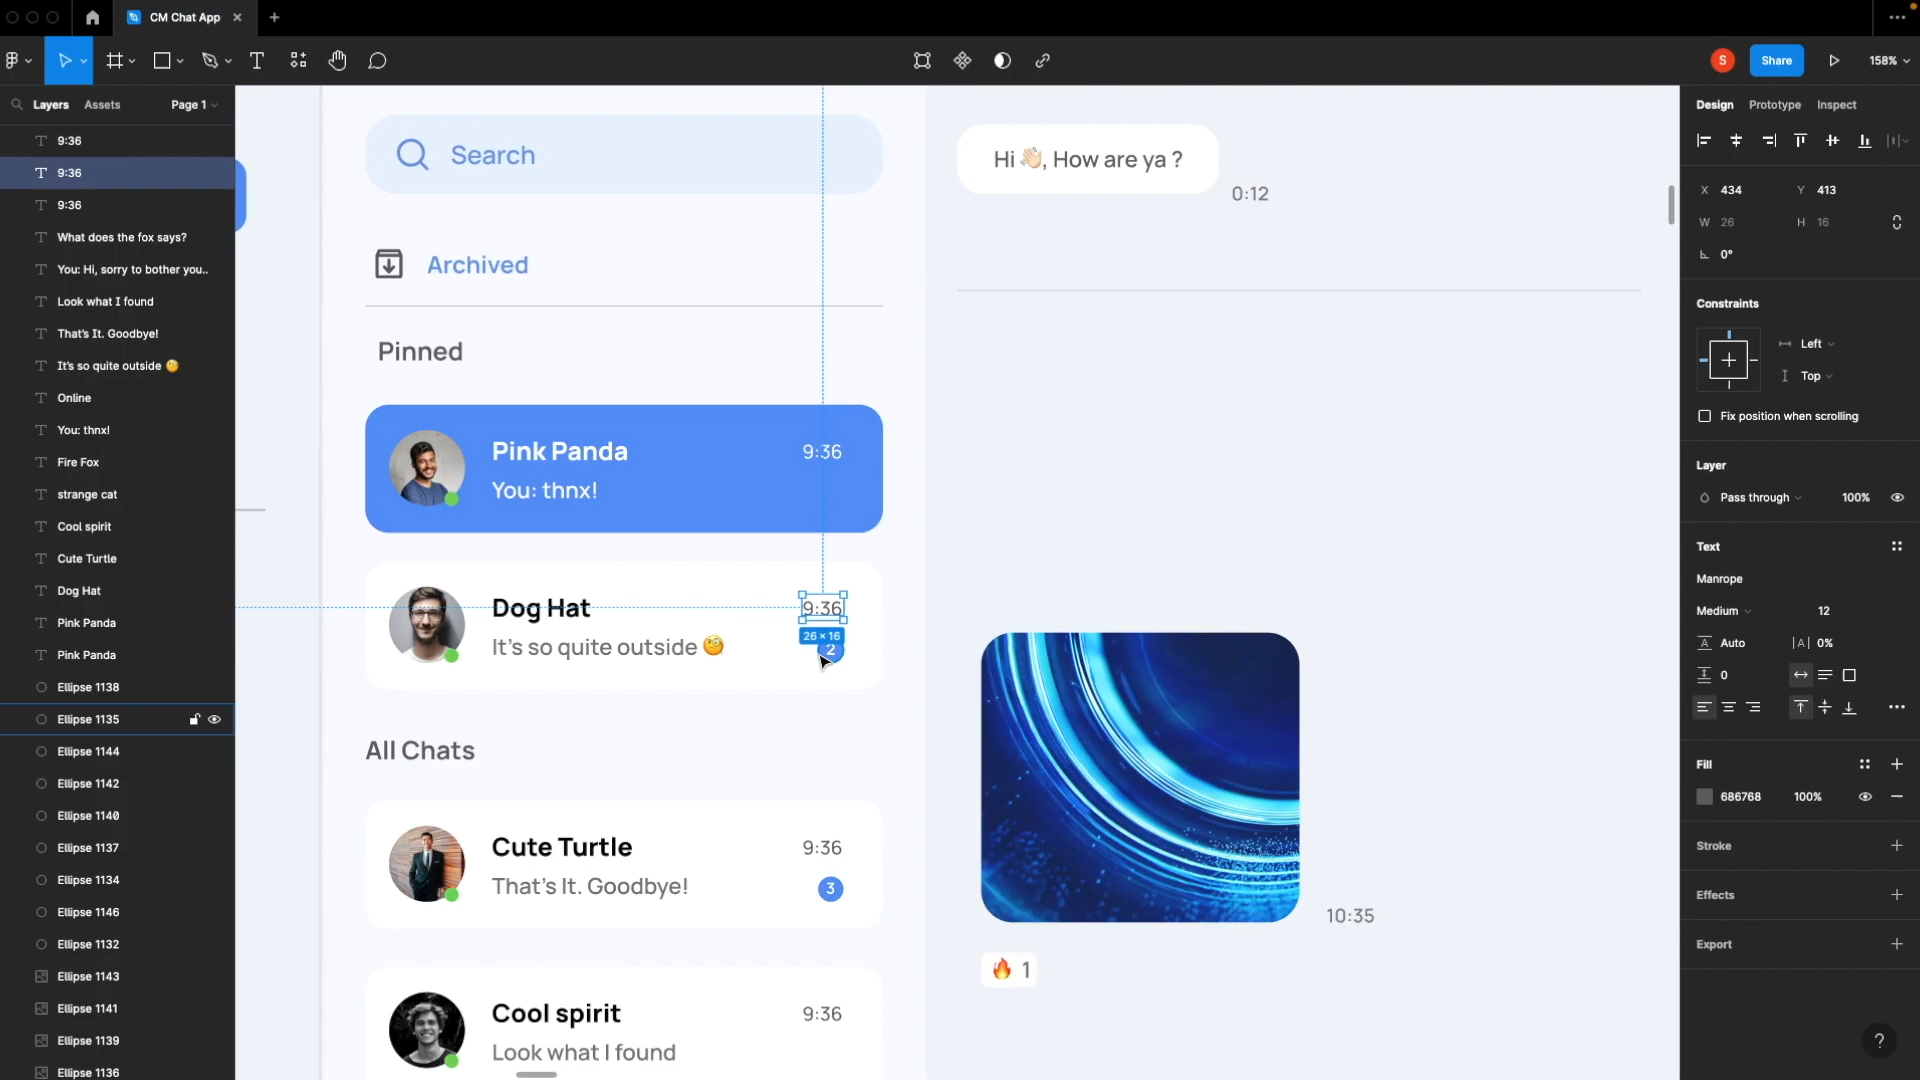 CM Chat App
S
Share
158%
Layers
Assets
Page 1
9:36
9:36
9:36
What does the fox says?
You: Hi, sorry to bother you..
Look what I found
That's It. Goodbye!
It's so quite outside 🧐
Online
You: thnx!
Fire Fox
strange cat
Cool spirit
Cute Turtle
Dog Hat
Pink Panda
Pink Panda
Ellipse 1138
Ellipse 1135
Ellipse 1144
Ellipse 1142
Ellipse 1140
Ellipse 1137
Ellipse 1134
Ellipse 1146
Ellipse 1132
Ellipse 1143
Ellipse 1141
Ellipse 1139
Ellipse 1136
Search
Archived
Pinned
Pink Panda
9:36
You: thnx!
Dog Hat
9:36
26 × 16
It's so quite outside 🧐
2
All Chats
Cute Turtle
9:36
That's It. Goodbye!
3
Cool spirit
9:36
Look what I found
Hi 👋🏻, How are ya ?
0:12
10:35
🔥 1
Design
Prototype
Inspect
X 434
Y 413
W 26
H 16
0°
Constraints
Left
Top
Fix position when scrolling
Layer
Pass through
100%
Text
Manrope
Medium
12
Auto
|A| 0%
0
Fill
686768
100%
Stroke
Effects
Export
?